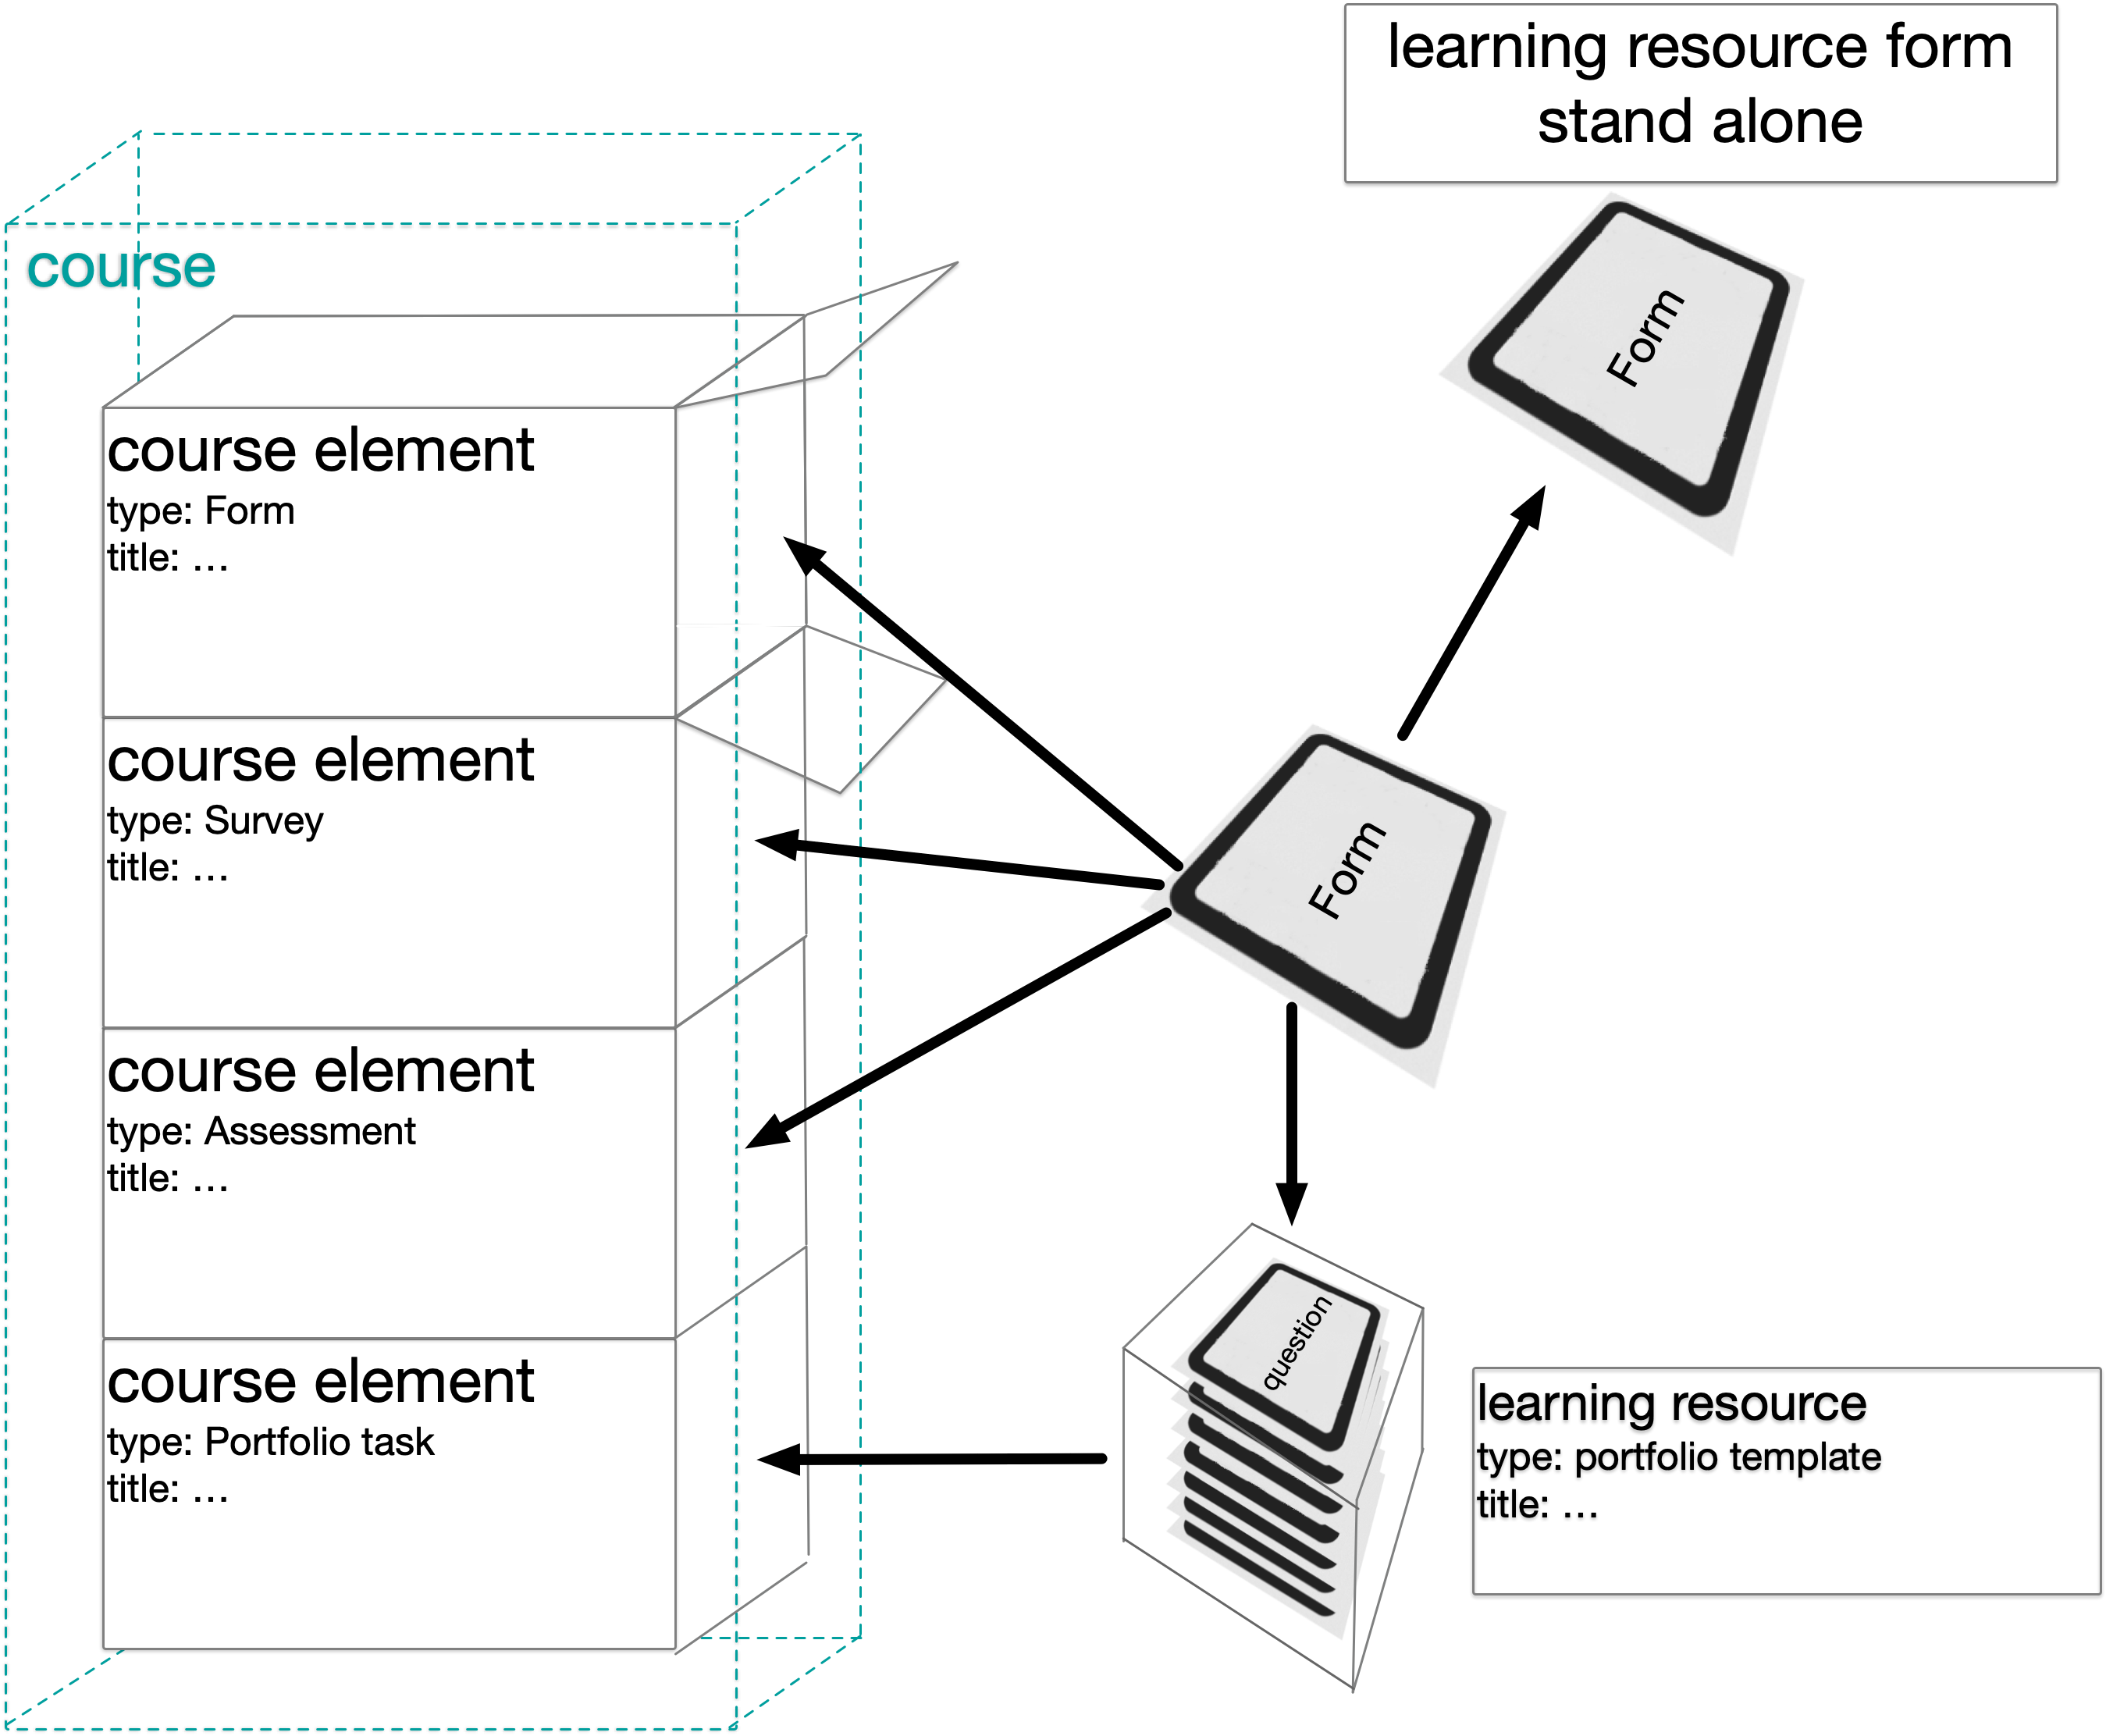 learning resource form
stand alone
course
Form
course element
type: Form
title: ...
course element
type: Survey
title: ...
Form
course element
type: Assessment
title: ...
question
course element
type: Portfolio task
title: ...
learning resource
type: portfolio template
title: ...